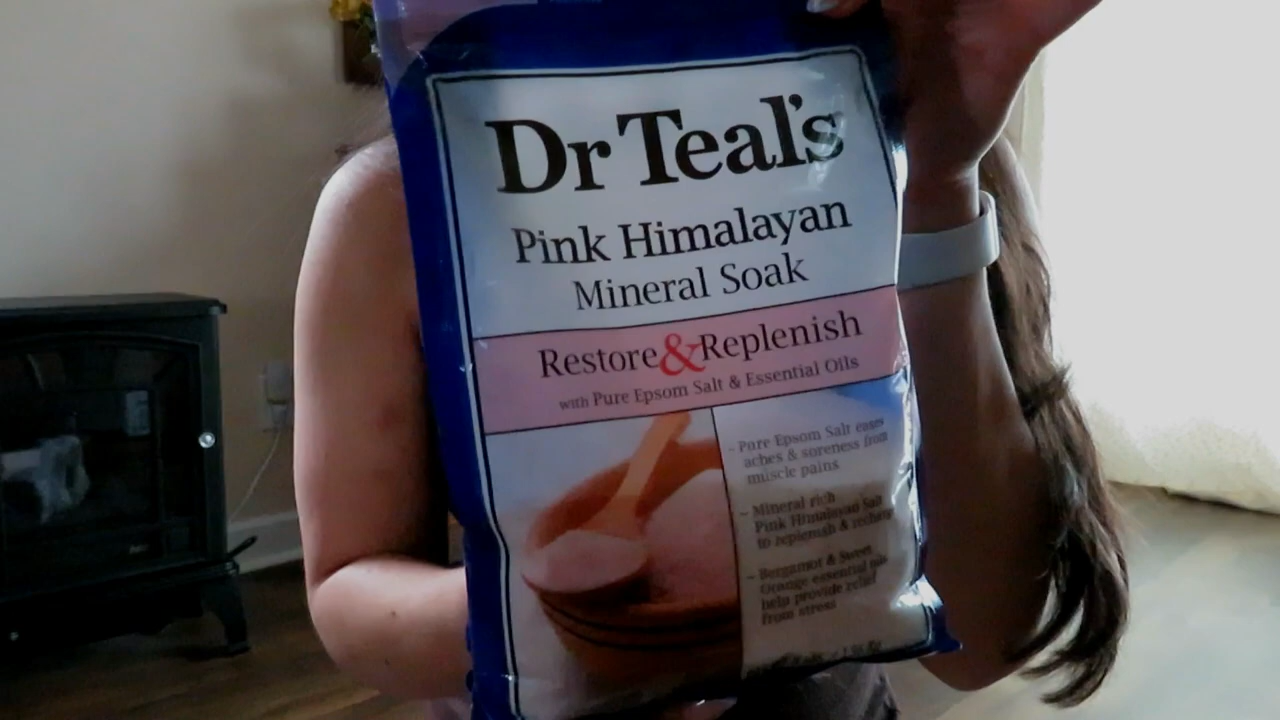 Dr Teal's
Pink Himalayan
Mineral Soak
Restore & Replenish
with Pure Epsom Salt & Essential Oils
- Pure Epsom Salt eases
aches & soreness from
muscle pains
- Mineral rich
Pink Himalayan Salt
to replenish & recharge
- Bergamot & Sweet
Orange essential oils
help provide relief
from stress